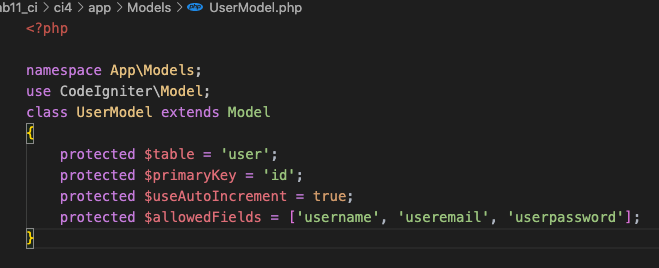 ab11_ci > ci4 > app > Models > php UserModel.php
<?php
namespace App\Models;
use CodeIgniter\Model;
class UserModel extends Model
{
protected $table = 'user';
protected $primaryKey = 'id';
protected $useAutoIncrement = true;
protected $allowedFields = ['username', 'useremail', 'userpassword'];
}